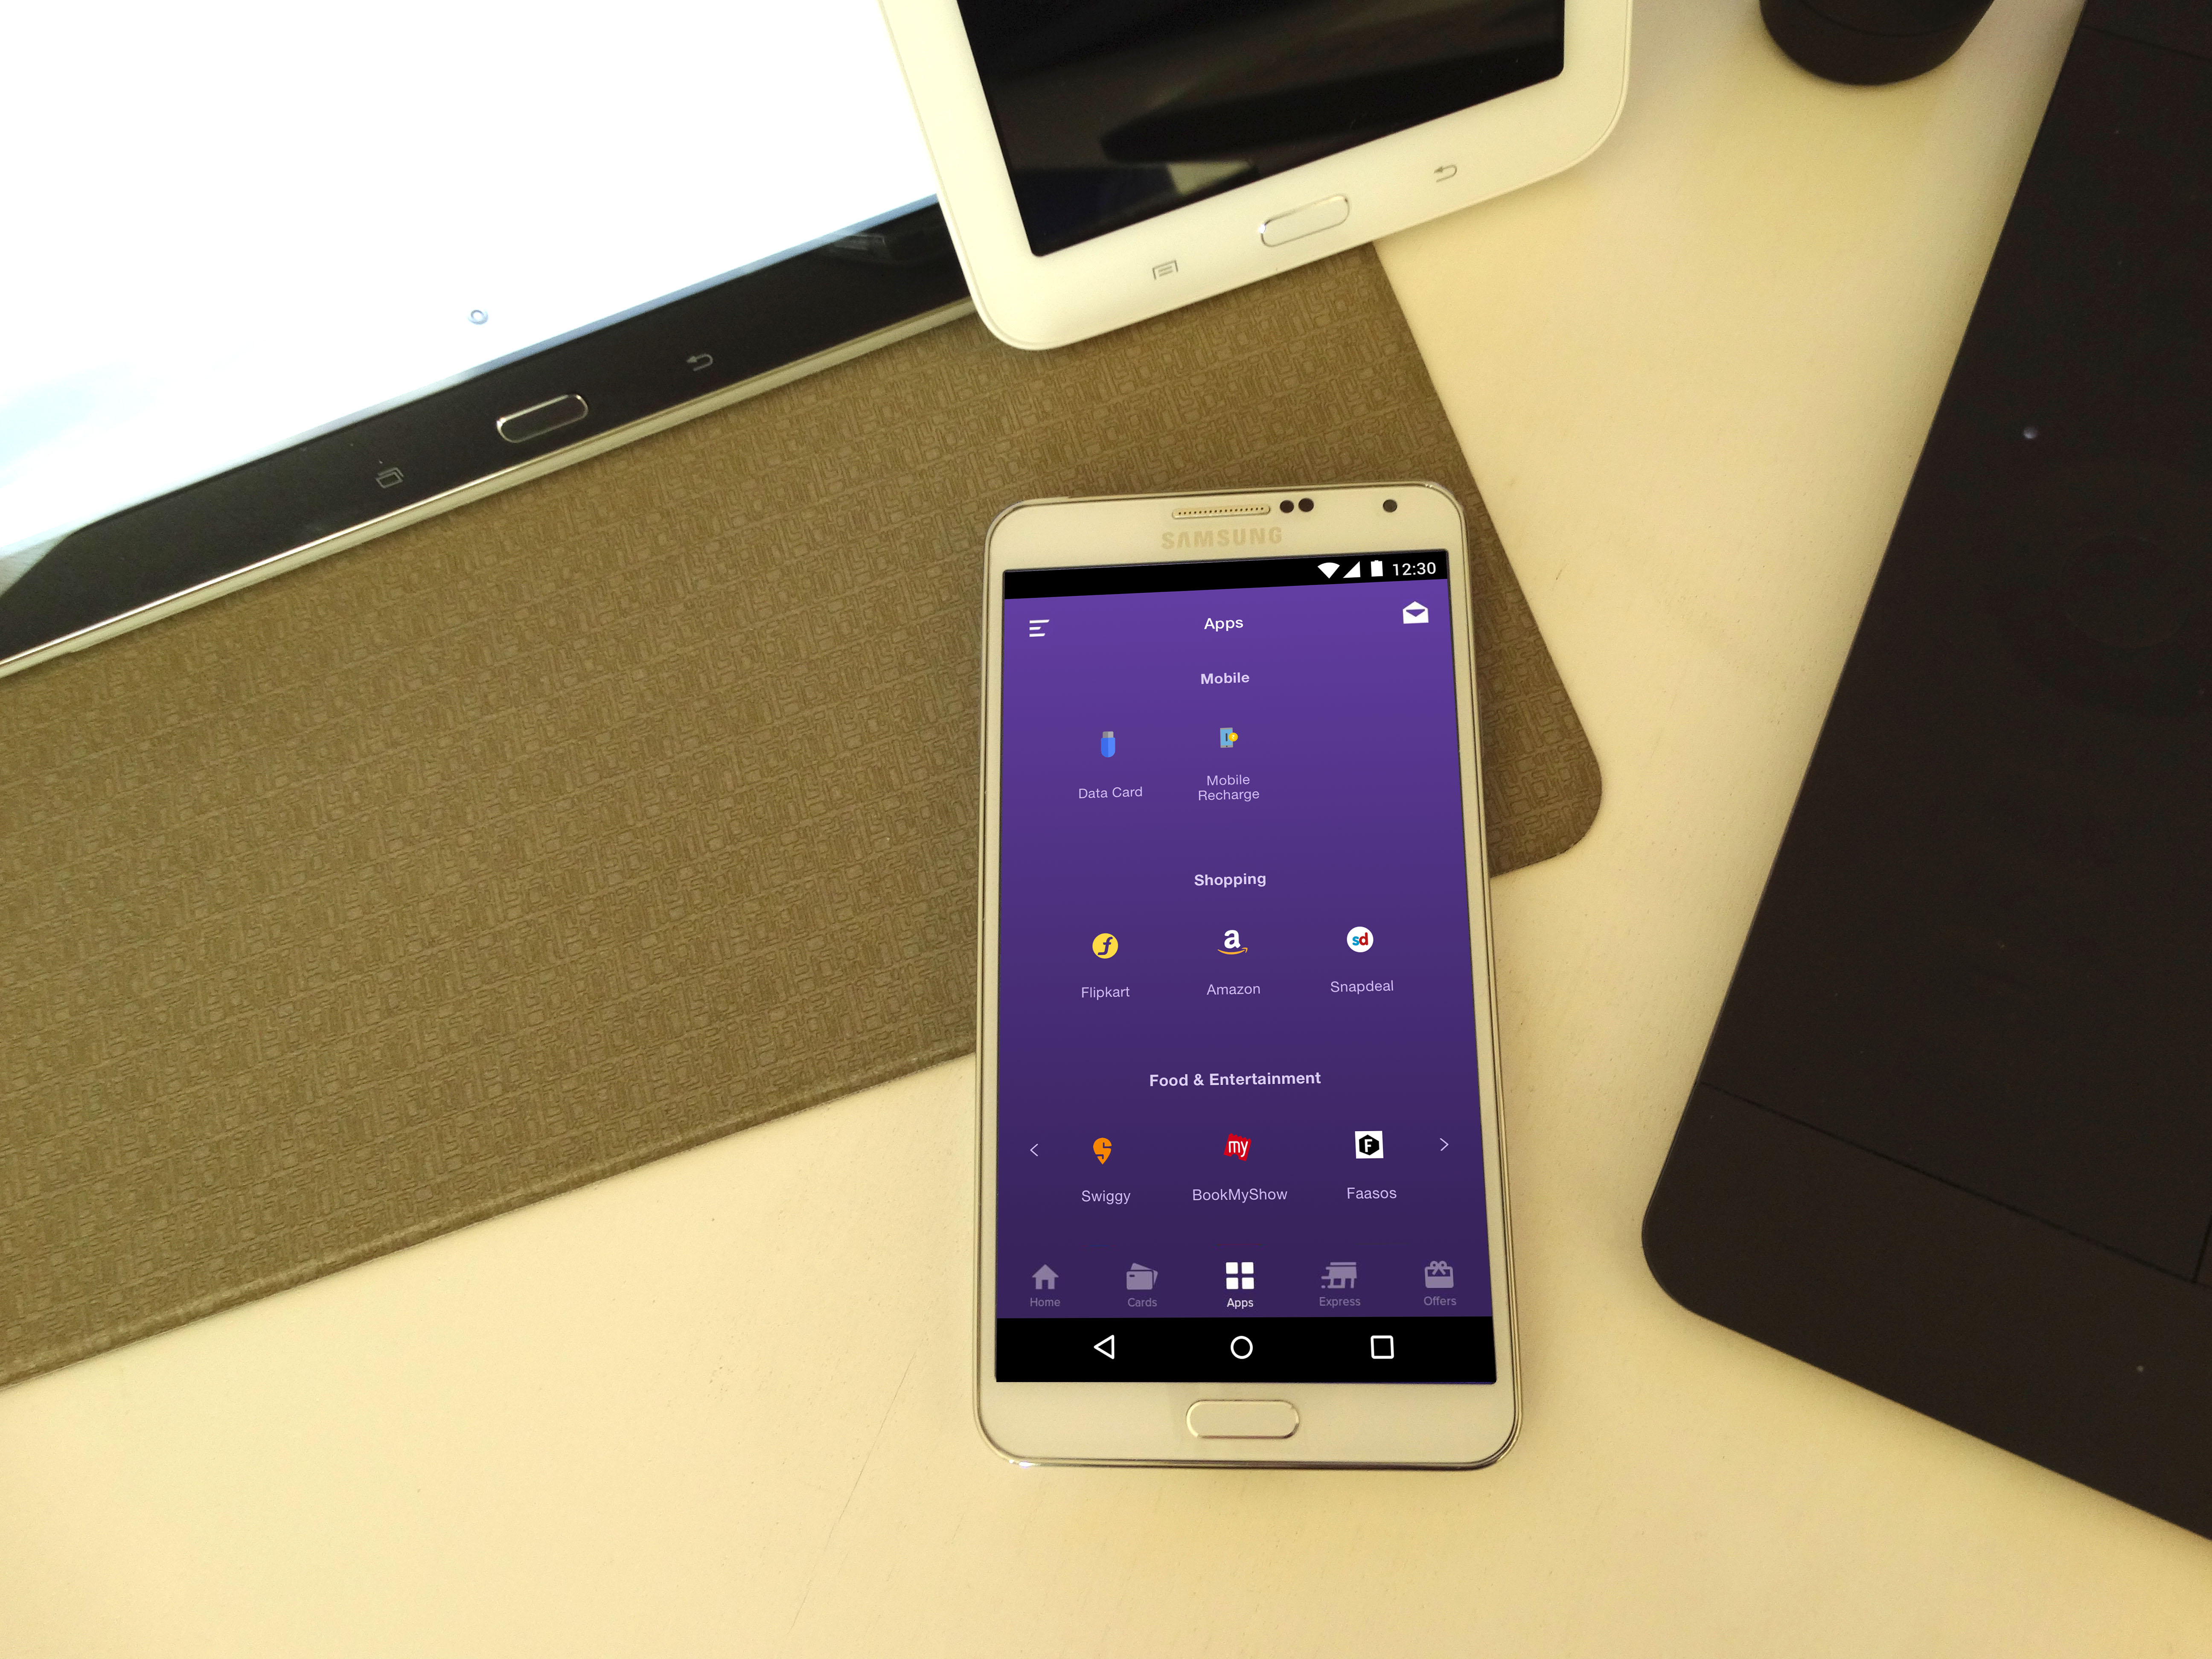 SAMSUNG
12:30
Apps
Mobile
Data Card
Mobile
Recharge
Shopping
f
a
sd
Flipkart
Amazon
Snapdeal
Food & Entertainment
my
F
Swiggy
BookMyShow
Faasos
Home
Cards
Apps
Express
Offers